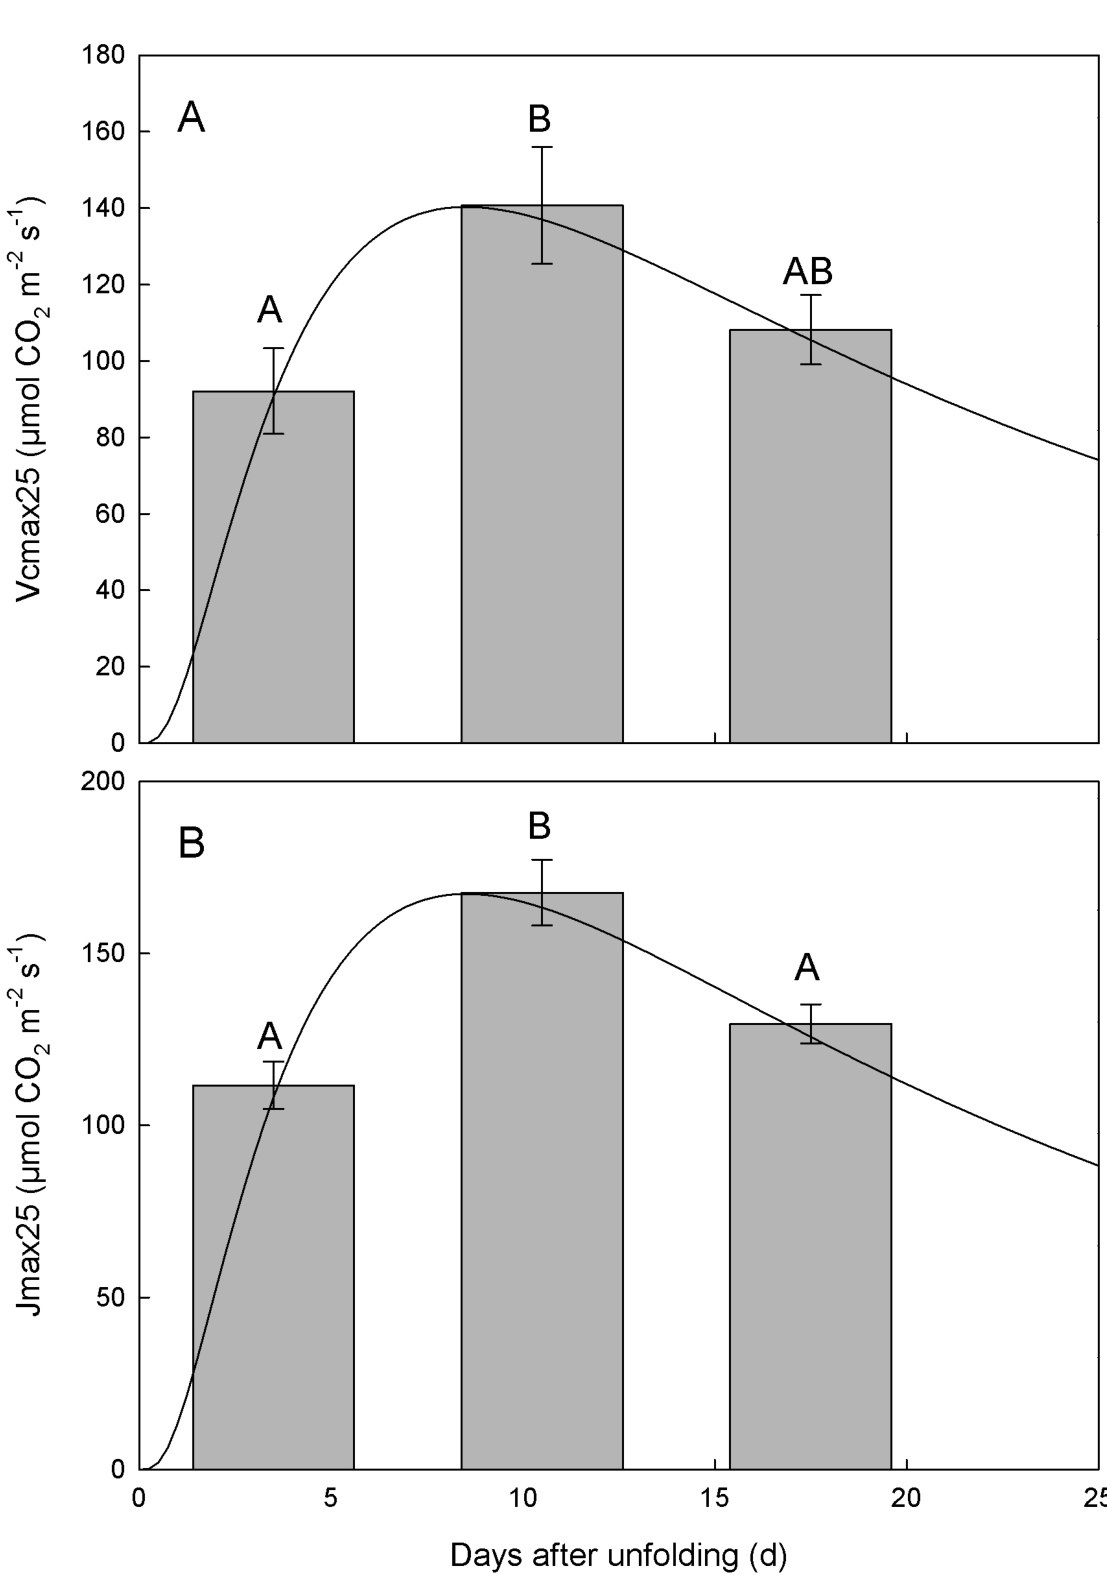 180
A
B
160
140
AB
120
A
100
80
60
40
20
0
Vcmax25 (µmol CO₂ m⁻² s⁻¹)
200
B
B
A
150
A
100
50
0
Jmax25 (µmol CO₂ m⁻² s⁻¹)
0 5 10 15 20 25
Days after unfolding (d)